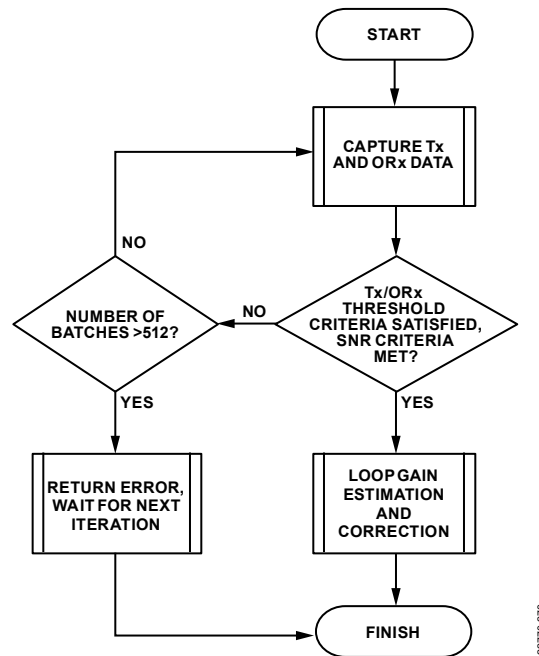 START
CAPTURE Tx
AND ORx DATA
NO
Tx/ORx
THRESHOLD
CRITERIA SATISFIED,
SNR CRITERIA
MET?
NO
NUMBER OF
BATCHES >512?
YES
YES
RETURN ERROR,
WAIT FOR NEXT
ITERATION
LOOP GAIN
ESTIMATION
AND
CORRECTION
FINISH